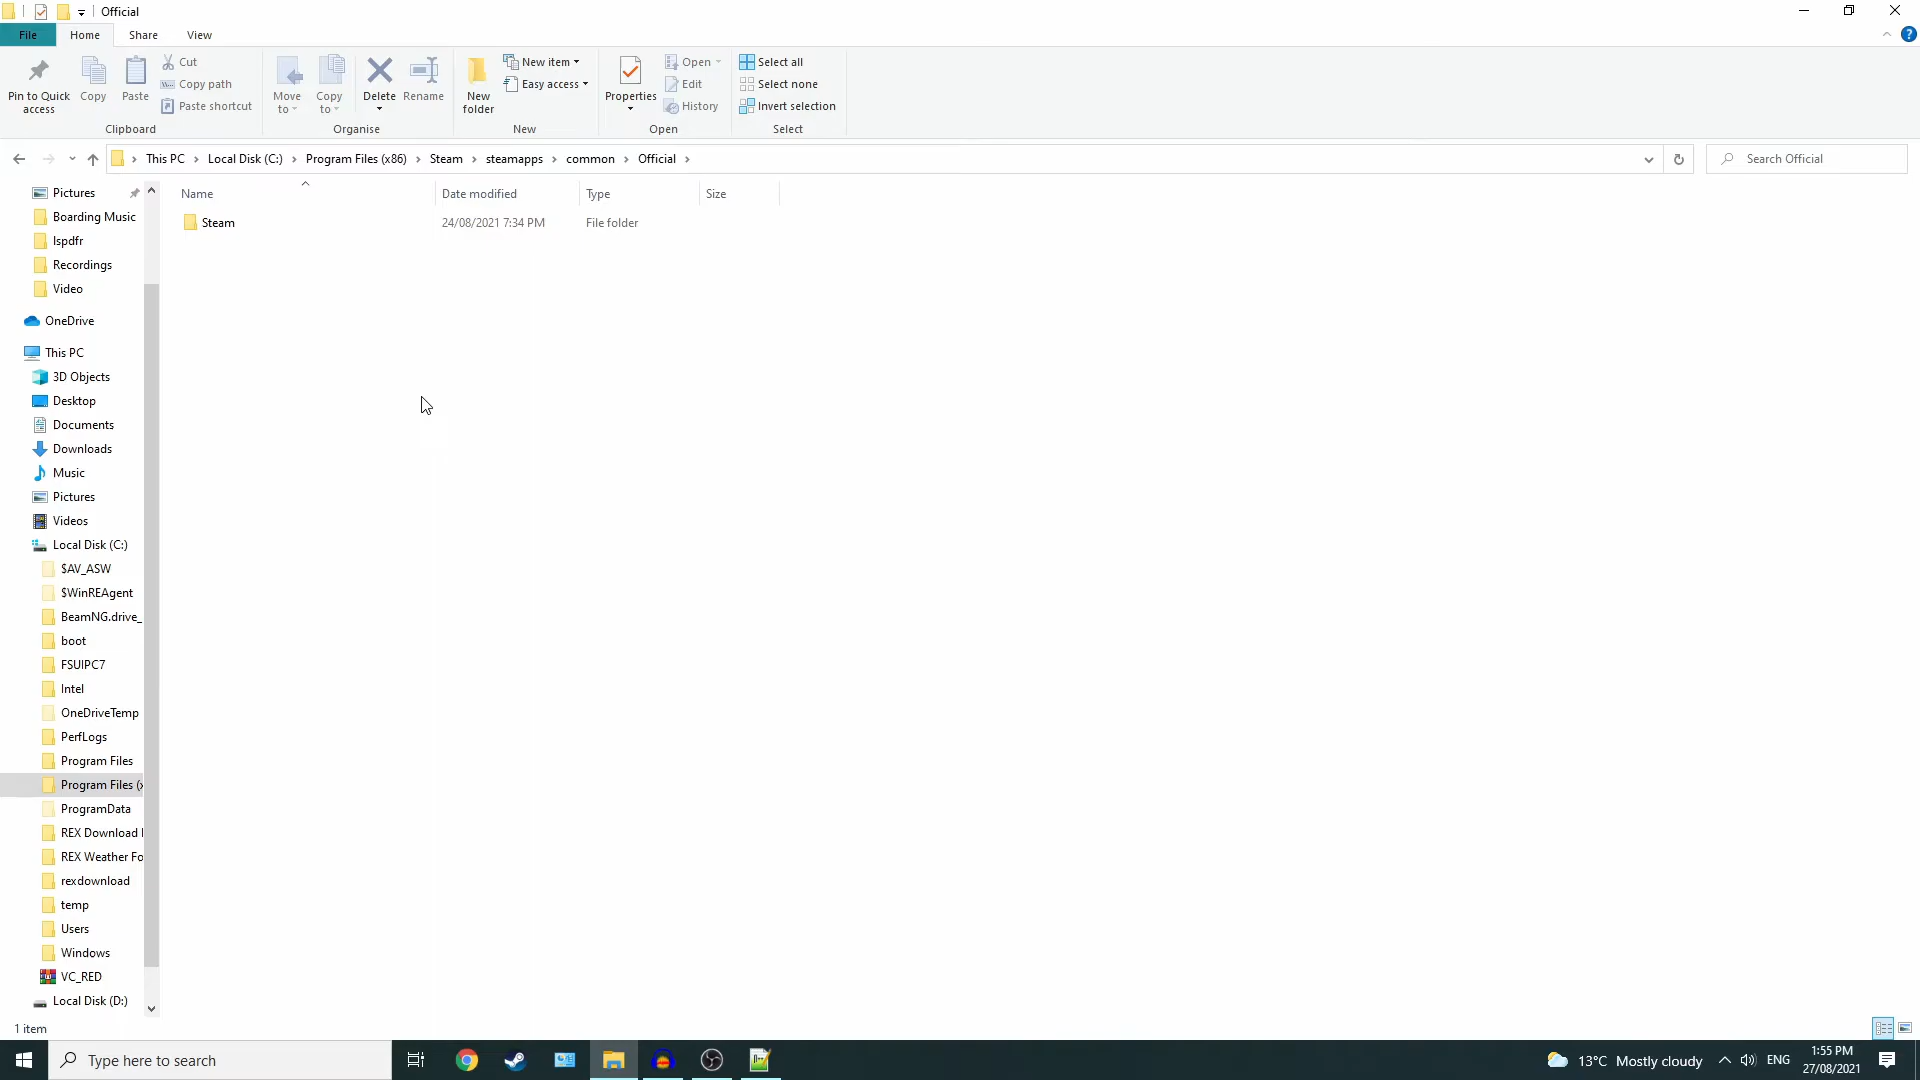 Official
File
Home
Share
View
Pin to Quick access
Copy
Paste
Cut
Copy path
Paste shortcut
Clipboard
Move to
Copy to
Delete
Rename
Organise
New folder
New item
Easy access
New
Properties
Open
Edit
History
Open
Select all
Select none
Invert selection
Select
This PC
Local Disk (C:)
Program Files (x86)
Steam
steamapps
common
Official
Search Official
Name
Date modified
Type
Size
Steam
24/08/2021 7:34 PM
File folder
Pictures
Boarding Music
lspdfr
Recordings
Video
OneDrive
This PC
3D Objects
Desktop
Documents
Downloads
Music
Pictures
Videos
Local Disk (C:)
$AV_ASW
$WinREAgent
BeamNG.drive_
boot
FSUIPC7
Intel
OneDriveTemp
PerfLogs
Program Files
Program Files (x
ProgramData
REX Download
REX Weather Fo
rexdownload
temp
Users
Windows
VC_RED
Local Disk (D:)
1 item
Type here to search
13°C Mostly cloudy
ENG
1:55 PM
27/08/2021